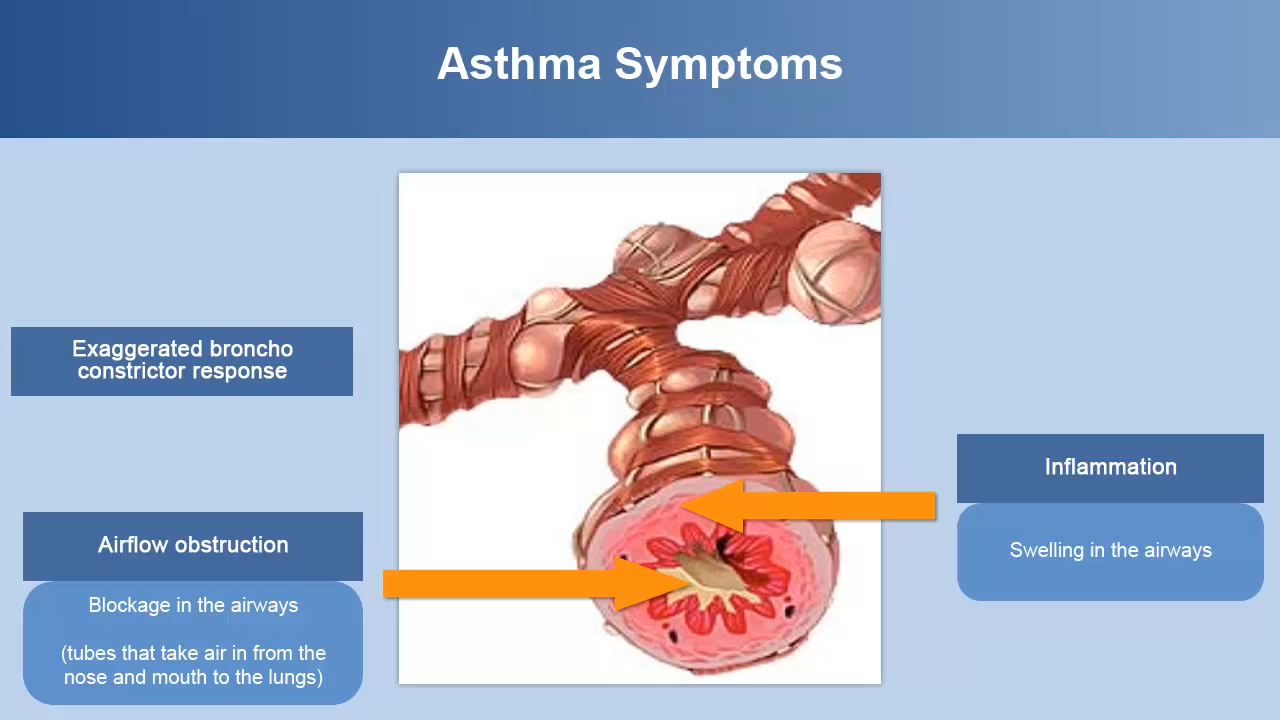 Asthma Symptoms
Exaggerated broncho
constrictor response
Airflow obstruction
Blockage in the airways
(tubes that take air in from the
nose and mouth to the lungs)
Inflammation
Swelling in the airways